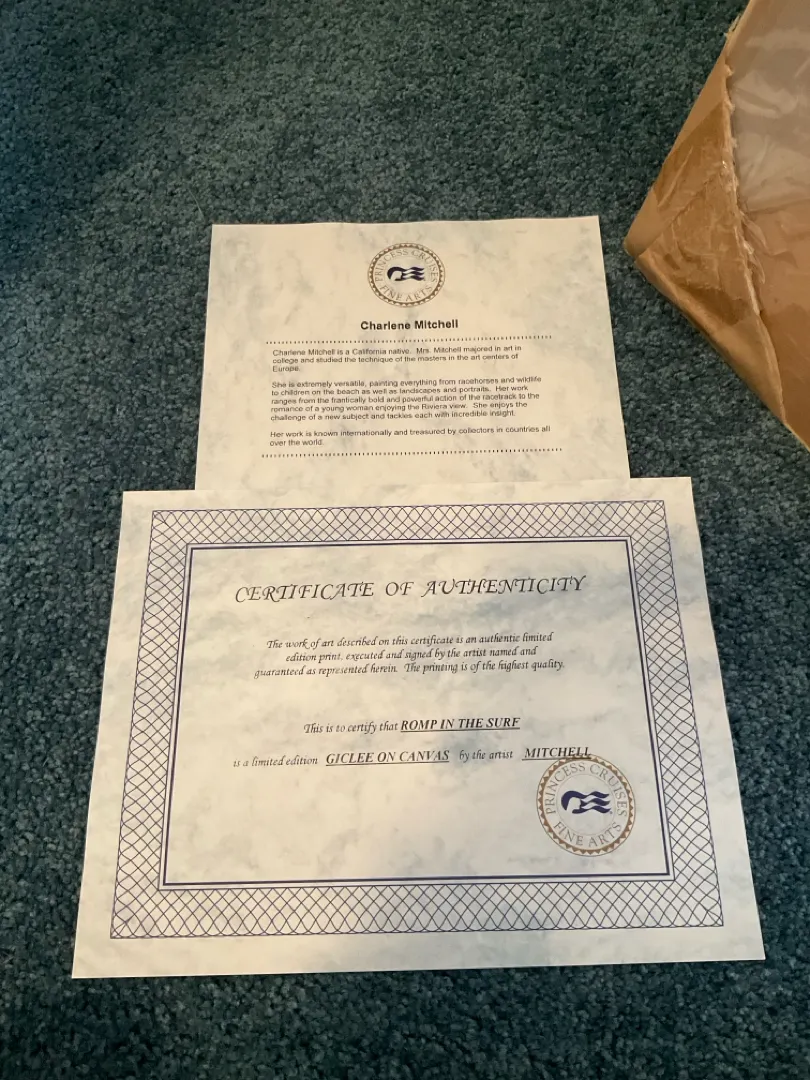 PRINCESS CRUISES
FINE ARTS
Charlene Mitchell
Charlene Mitchell is a California native. Mrs. Mitchell majored in art in
college and studied the technique of the masters in the art centers of
Europe.
She is extremely versatile, painting everything from racehorses and wildlife
to children on the beach as well as landscapes and portraits. Her work
ranges from the frantically bold and powerful action of the racetrack to the
romance of a young woman enjoying the Riviera view. She enjoys the
challenge of a new subject and tackles each with incredible insight.
Her work is known internationally and treasured by collectors in countries all
over the world.
CERTIFICATE OF AUTHENTICITY
The work of art described on this certificate is an authentic limited
edition print, executed and signed by the artist named and
guaranteed as represented herein. The printing is of the highest quality.
This is to certify that ROMP IN THE SURF
is a limited edition GICLEE ON CANVAS by the artist MITCHELL
PRINCESS CRUISES
FINE ARTS